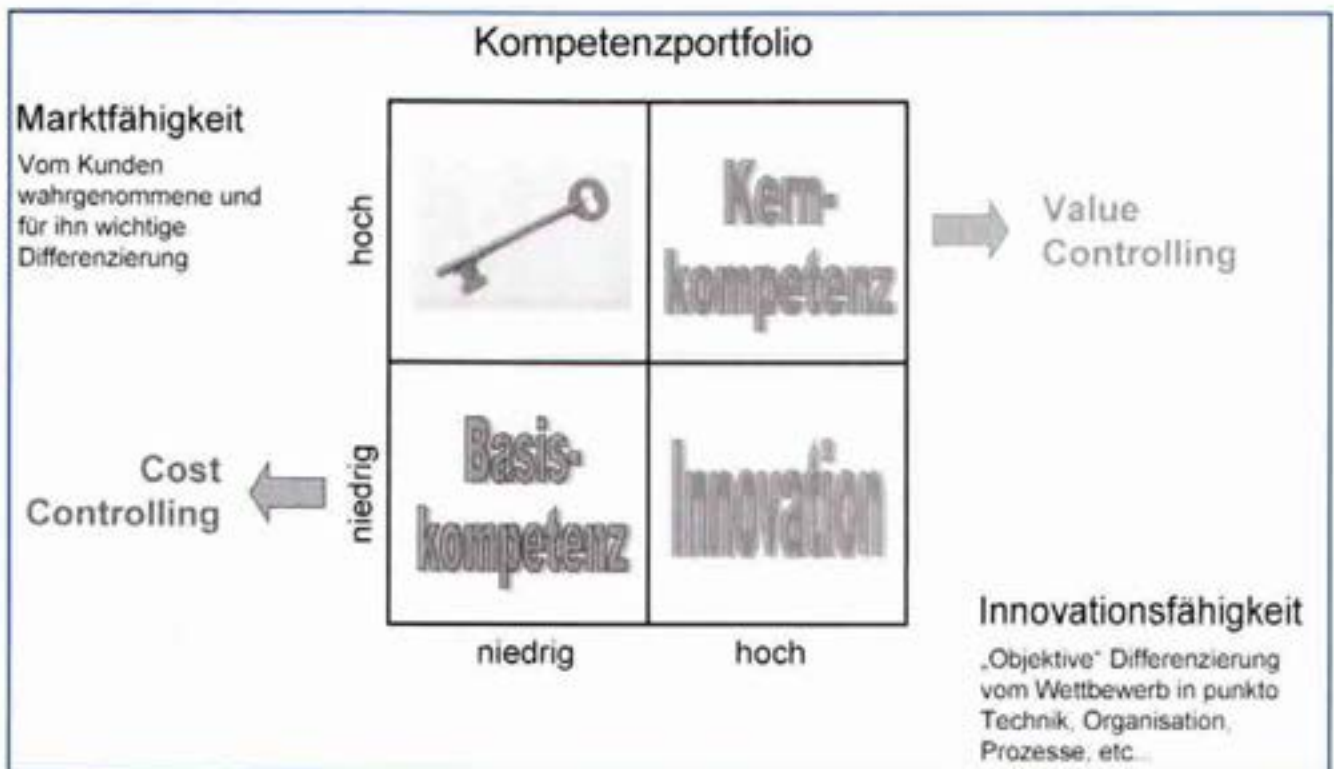 Kompetenzportfolio
Marktfähigkeit
Vom Kunden
wahrgenommene und
für ihn wichtige
Differenzierung
hoch
Kern-
kompetenz
Value
Controlling
Cost
Controlling
niedrig
Basis-
kompetenz
Innovation
niedrig
hoch
Innovationsfähigkeit
„Objektive" Differenzierung
vom Wettbewerb in punkto
Technik, Organisation,
Prozesse, etc...